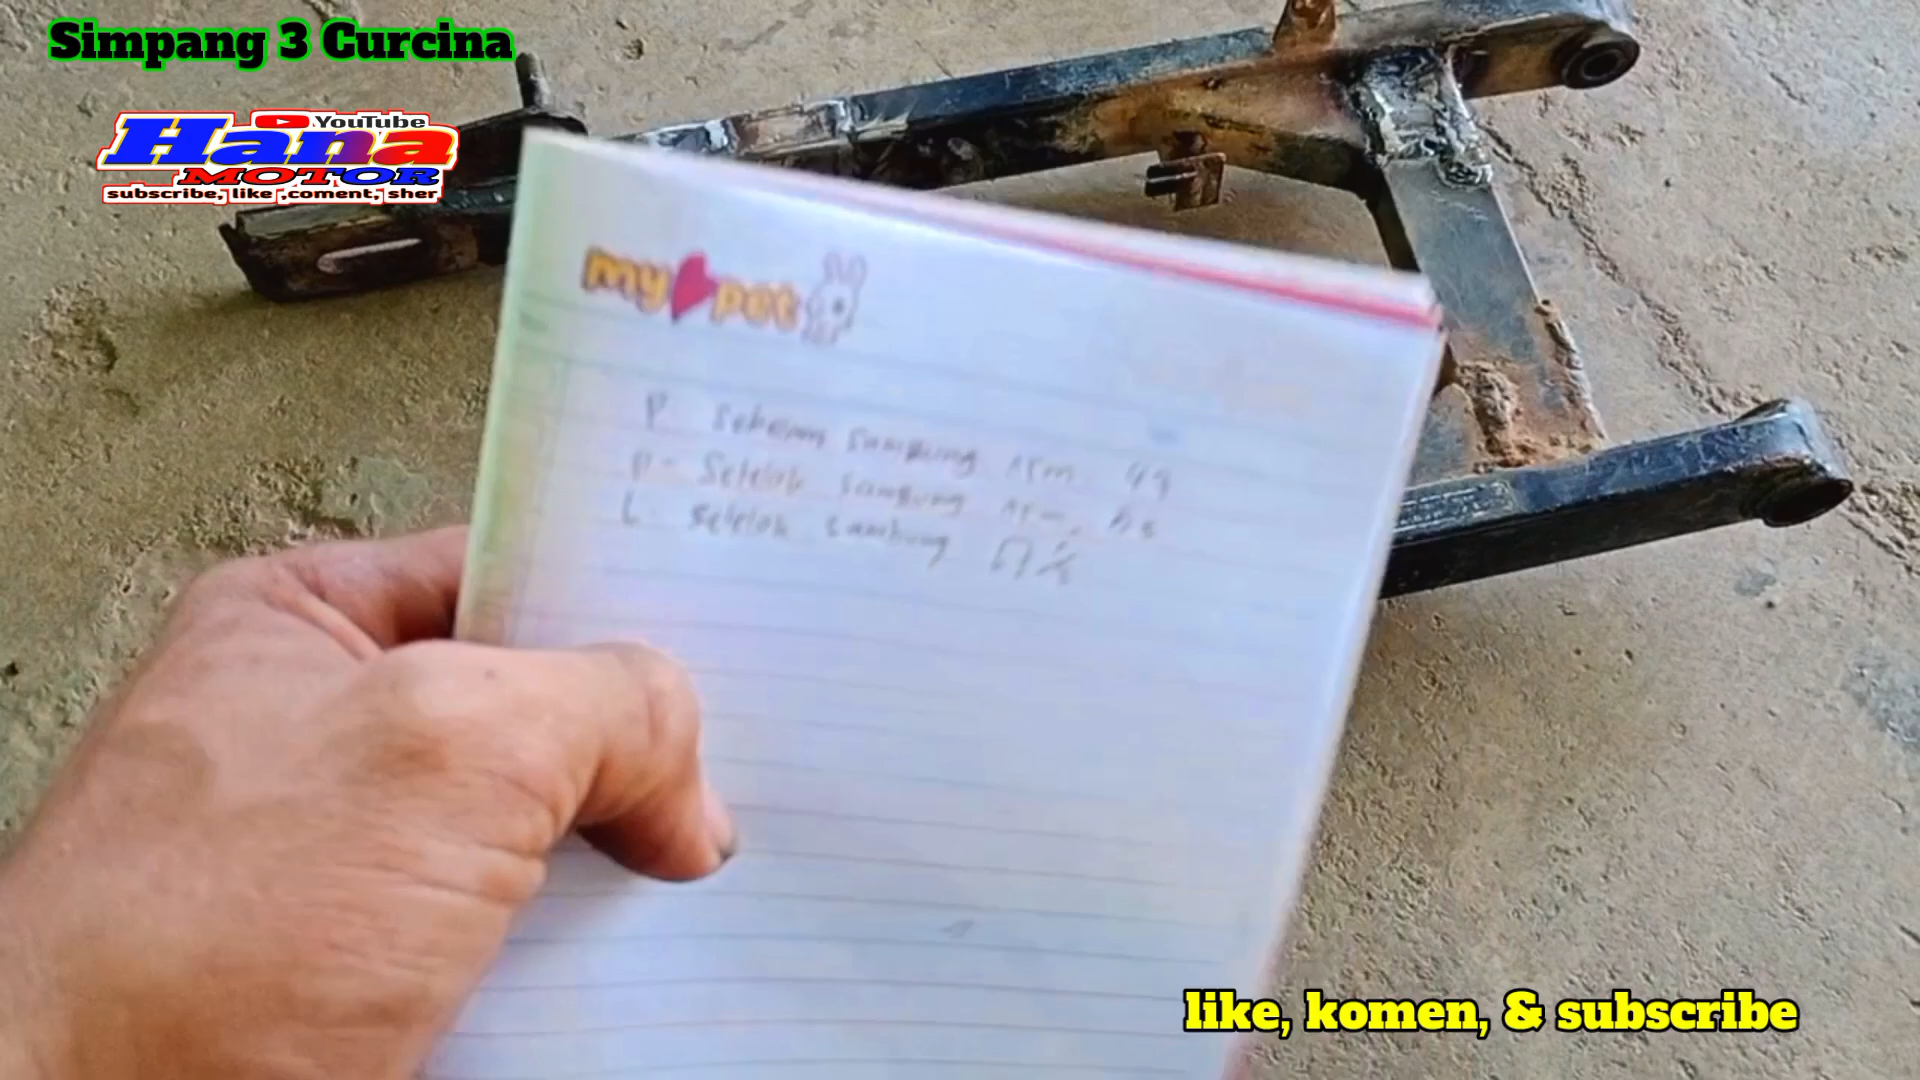 Simpang 3 Curcina
YouTube
Hana
MOTOR
subscribe, like ,coment, sher
my pet
P Sebelum Sambung 49
P- Setelah Sambung
L. Setelah Sambung
like, komen, & subscribe